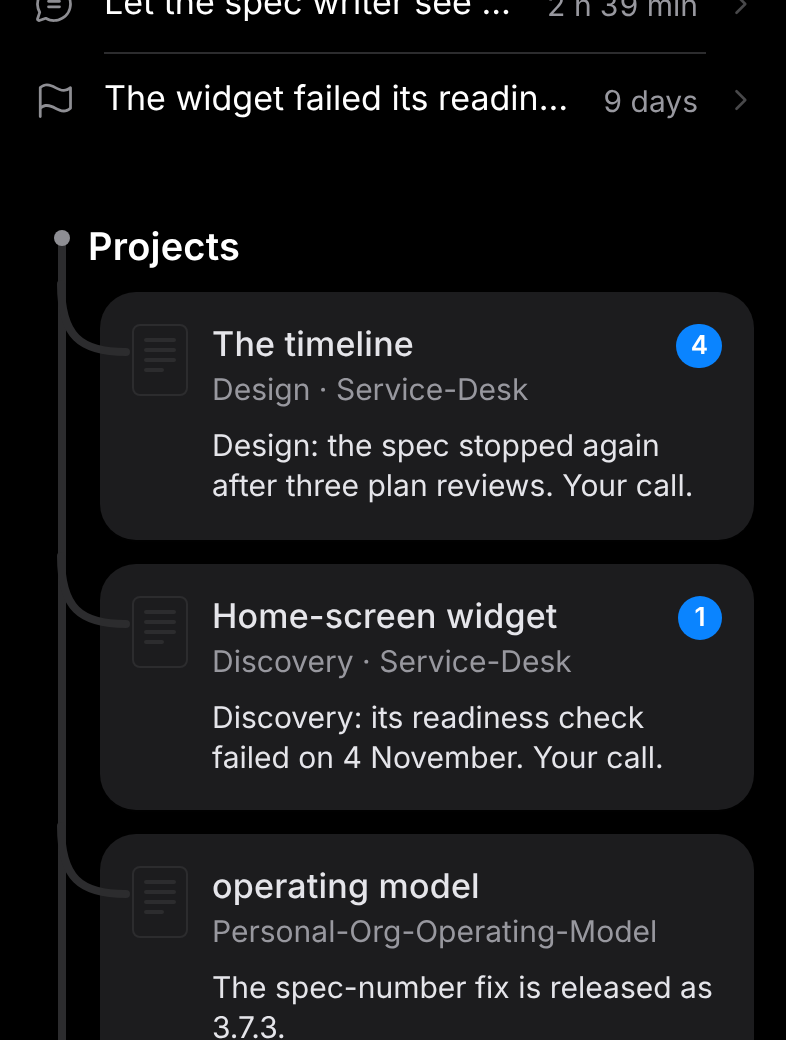 Let the spec writer see ...
2 h 39 min
The widget failed its readin...
9 days
Projects
The timeline
4
Design · Service-Desk
Design: the spec stopped again
after three plan reviews. Your call.
Home-screen widget
1
Discovery · Service-Desk
Discovery: its readiness check
failed on 4 November. Your call.
operating model
Personal-Org-Operating-Model
The spec-number fix is released as
3.7.3.